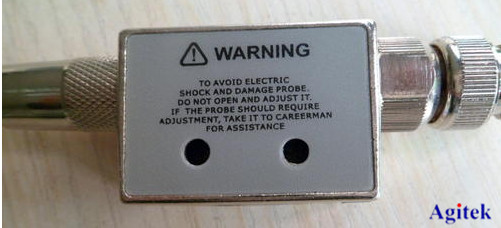 WARNING
TO AVOID ELECTRIC
SHOCK AND DAMAGE PROBE.
DO NOT OPEN AND ADJUST IT.
IF THE PROBE SHOULD REQUIRE
ADJUSTMENT, TAKE IT TO CAREERMAN
FOR ASSISTANCE
Agitek